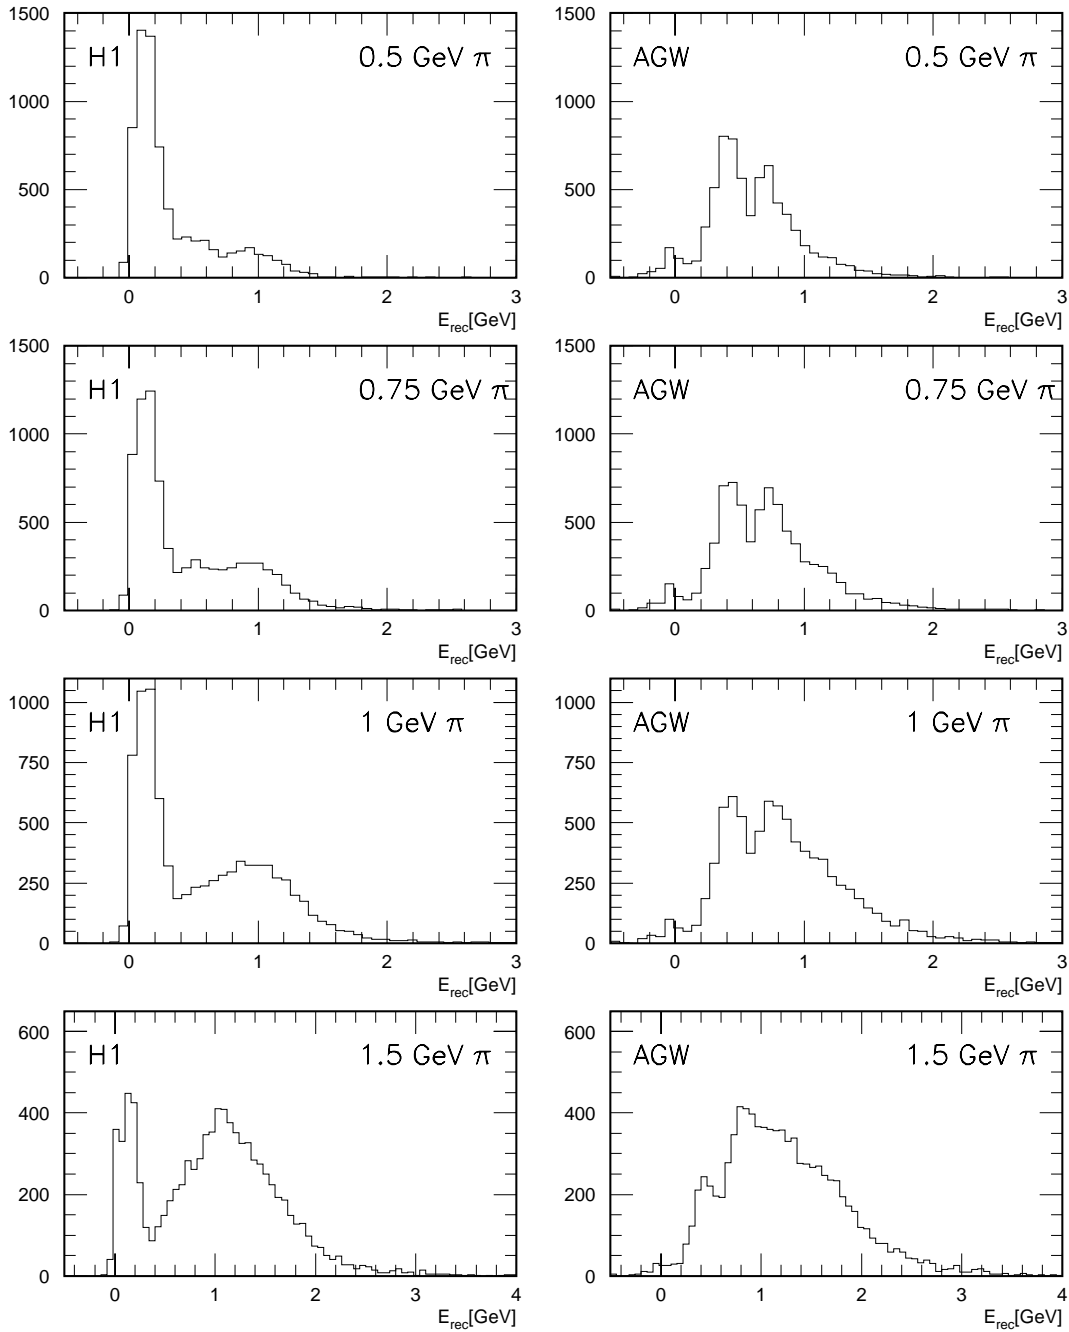 H1 0.5 GeV π
1500
1000
500
0
0 1 2 3
E_rec[GeV]
AGW 0.5 GeV π
1500
1000
500
0
0 1 2 3
E_rec[GeV]
H1 0.75 GeV π
1500
1000
500
0
0 1 2 3
E_rec[GeV]
AGW 0.75 GeV π
1500
1000
500
0
0 1 2 3
E_rec[GeV]
H1 1 GeV π
1000
750
500
250
0
0 1 2 3
E_rec[GeV]
AGW 1 GeV π
1000
750
500
250
0
0 1 2 3
E_rec[GeV]
H1 1.5 GeV π
600
400
200
0
0 1 2 3 4
E_rec[GeV]
AGW 1.5 GeV π
600
400
200
0
0 1 2 3 4
E_rec[GeV]